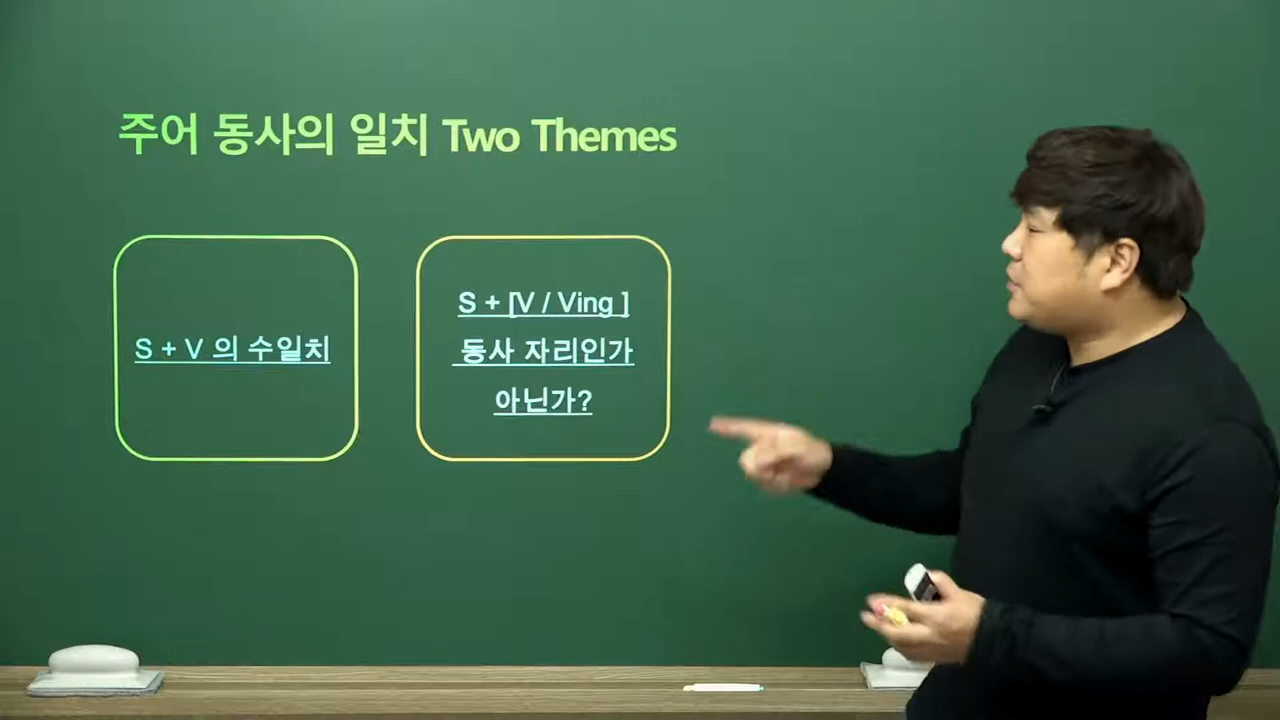 주어 동사의 일치 Two Themes
S + V 의 수일치
S + [V / Ving ]
동사 자리인가
아닌가?